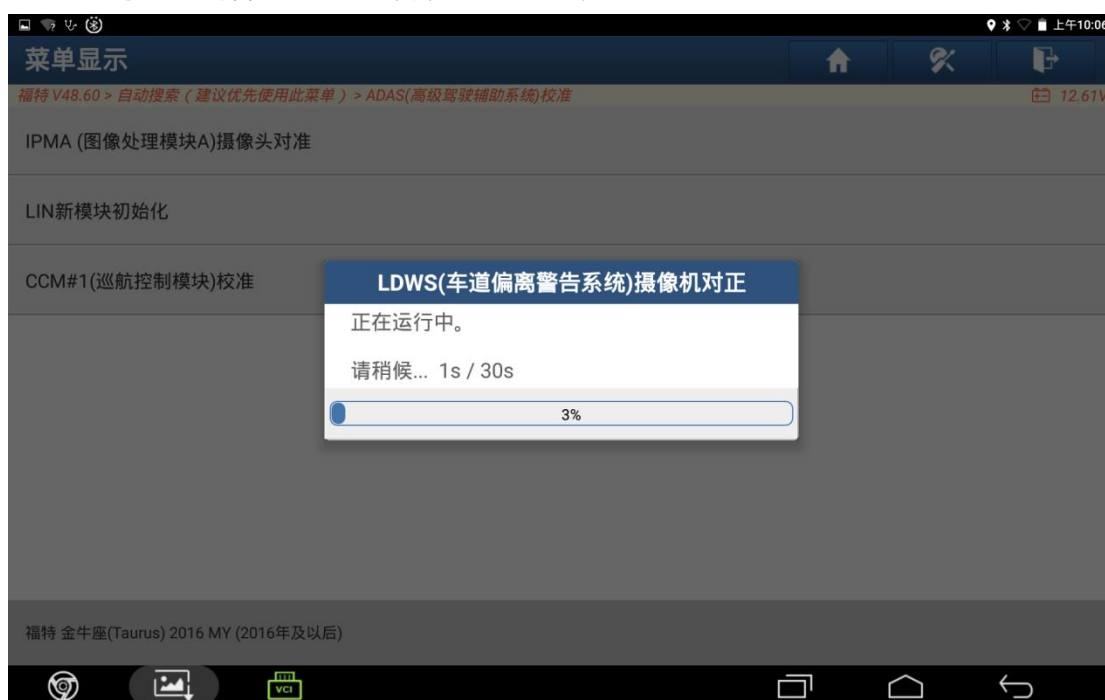 上午10:06
菜单显示
福特 V48.60 > 自动搜索（建议优先使用此菜单）> ADAS(高级驾驶辅助系统)校准
12.61V
IPMA (图像处理模块A)摄像头对准
LIN新模块初始化
CCM#1(巡航控制模块)校准
LDWS(车道偏离警告系统)摄像机对正
正在运行中。
请稍候... 1s / 30s
3%
福特 金牛座(Taurus) 2016 MY (2016年及以后)
VCI